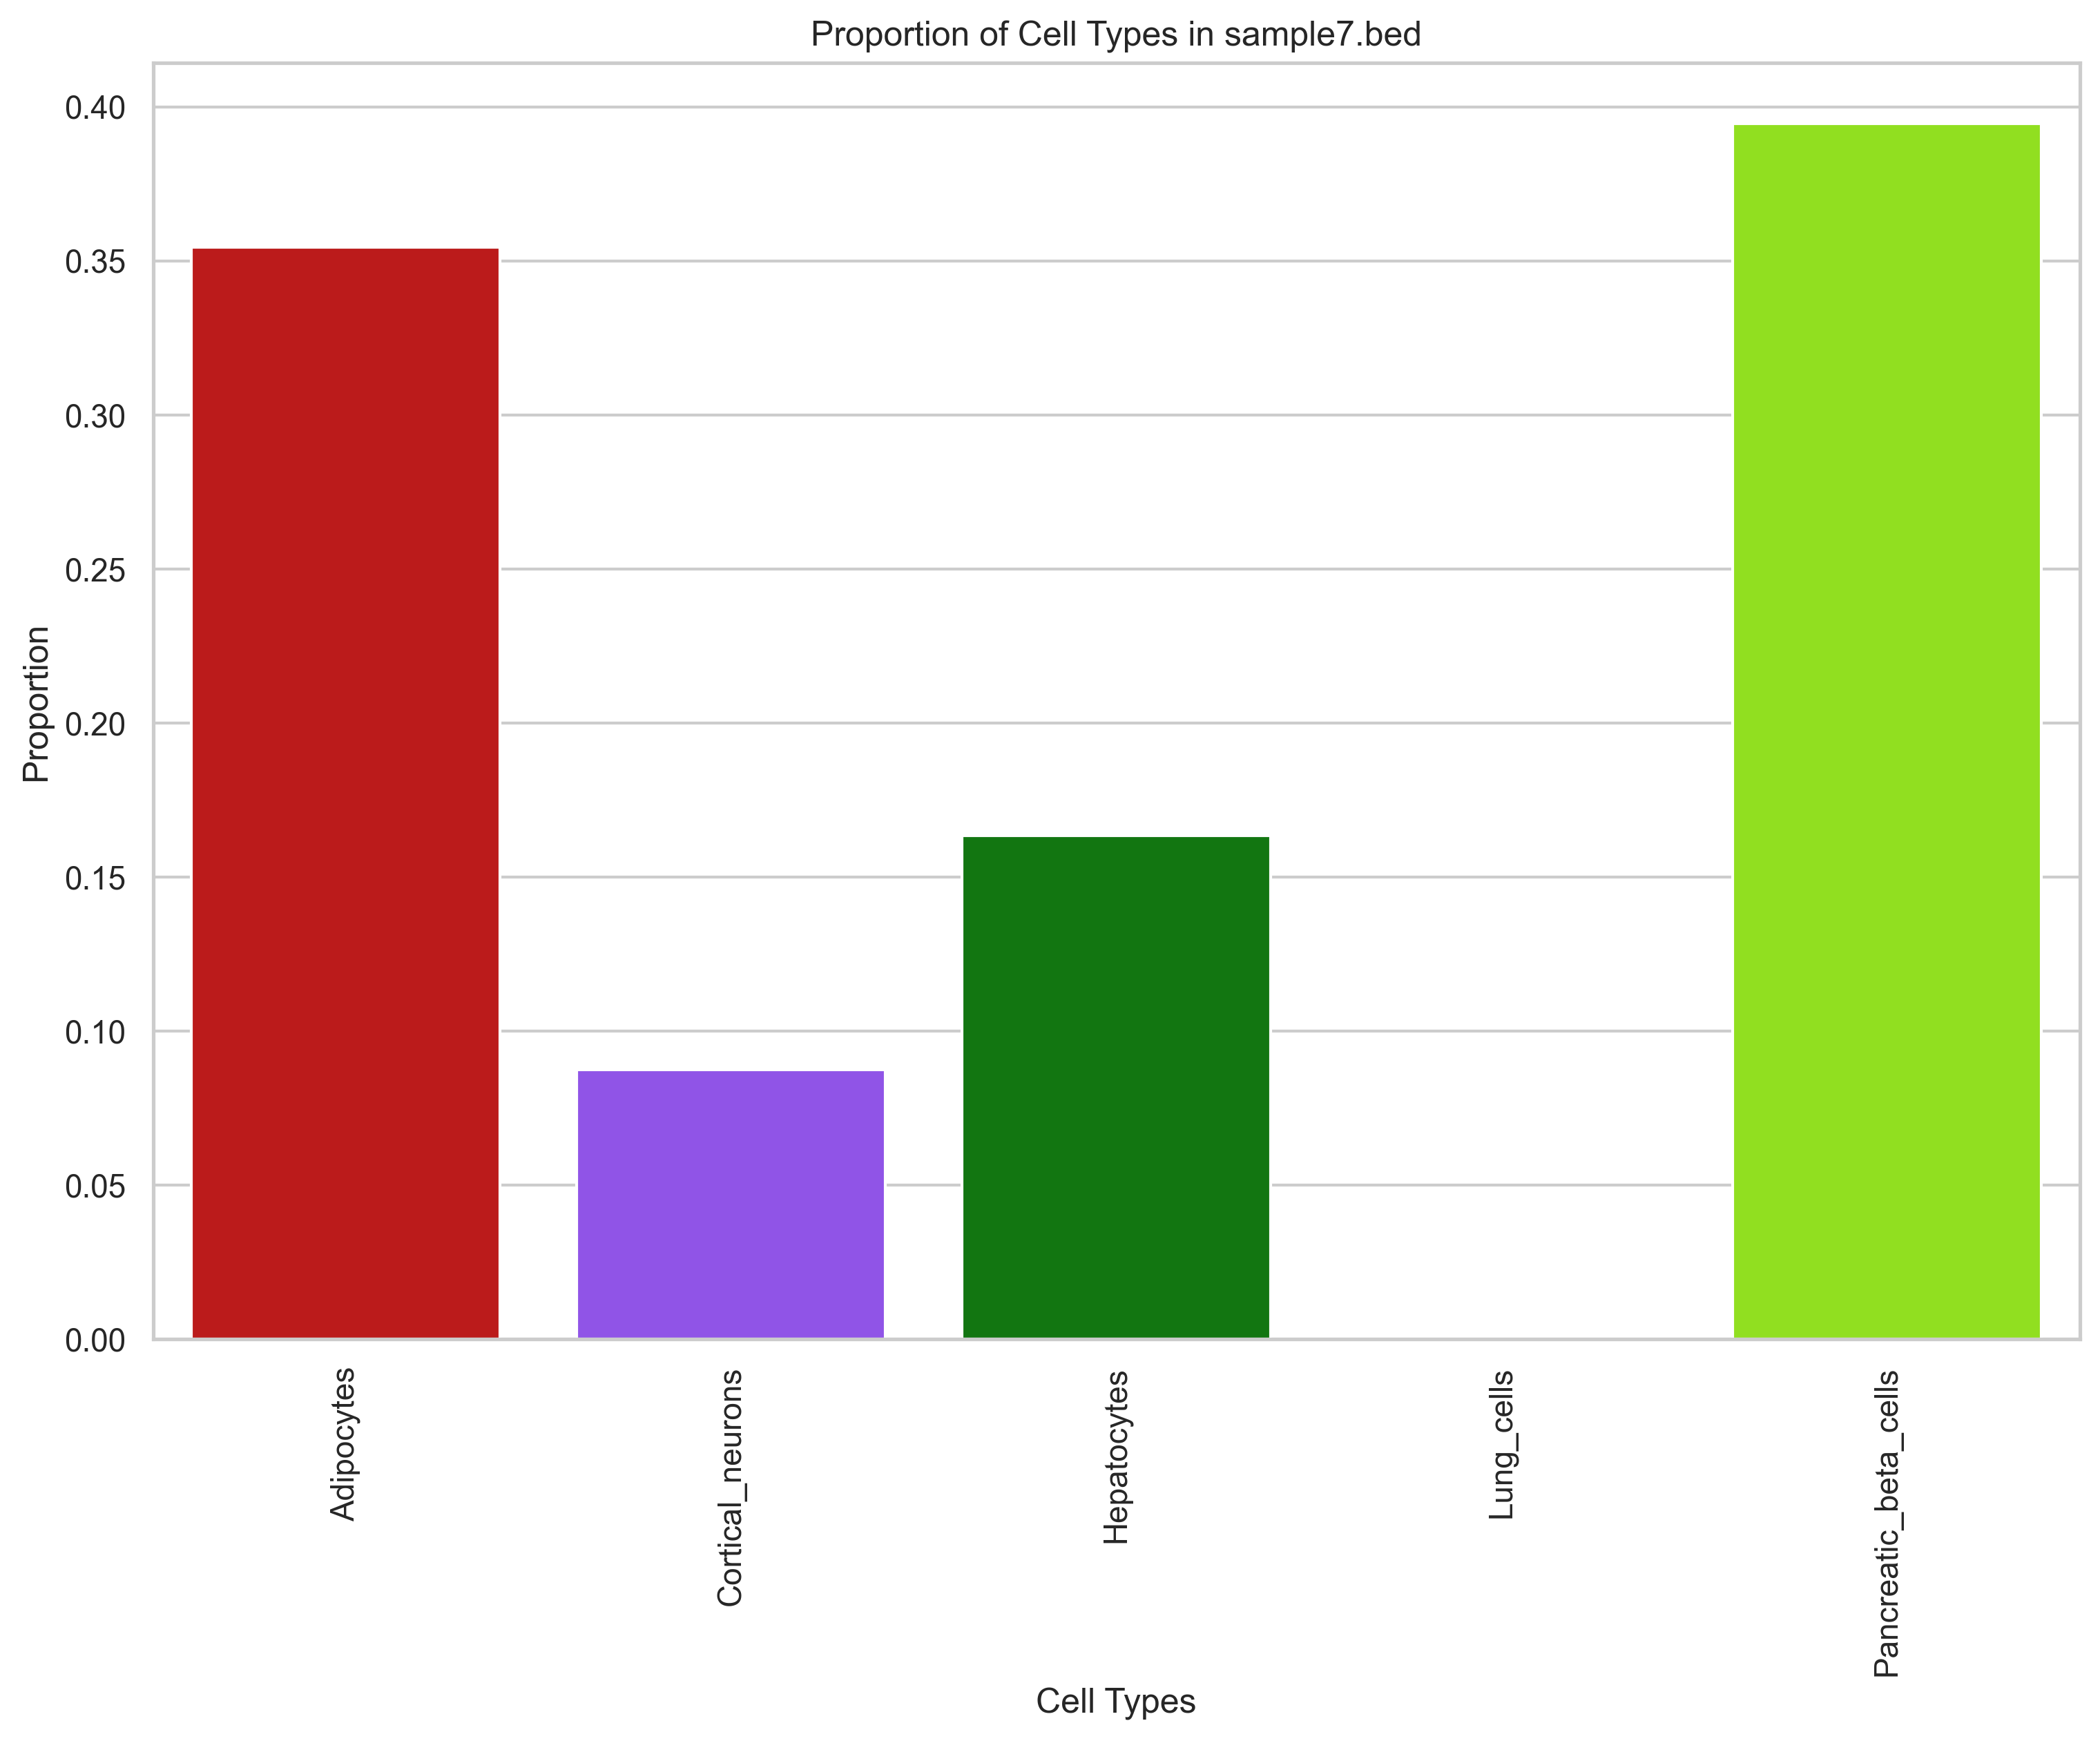 Proportion of Cell Types in sample7.bed
0.40
0.35
0.30
0.25
0.20
0.15
0.10
0.05
0.00
Proportion
Adipocytes
Cortical_neurons
Hepatocytes
Lung_cells
Pancreatic_beta_cells
Cell Types